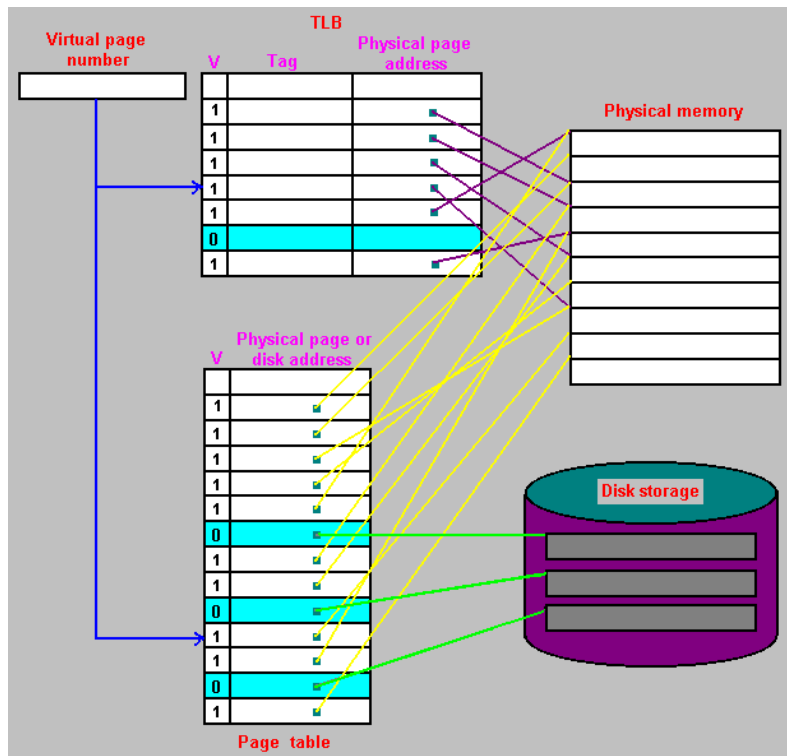 TLB
Virtual page
number
V Tag Physical page
address
1
1
1
1
1
0
1
Physical memory
Physical page or
V disk address
1
1
1
1
1
0
1
1
0
1
1
0
1
Page table
Disk storage